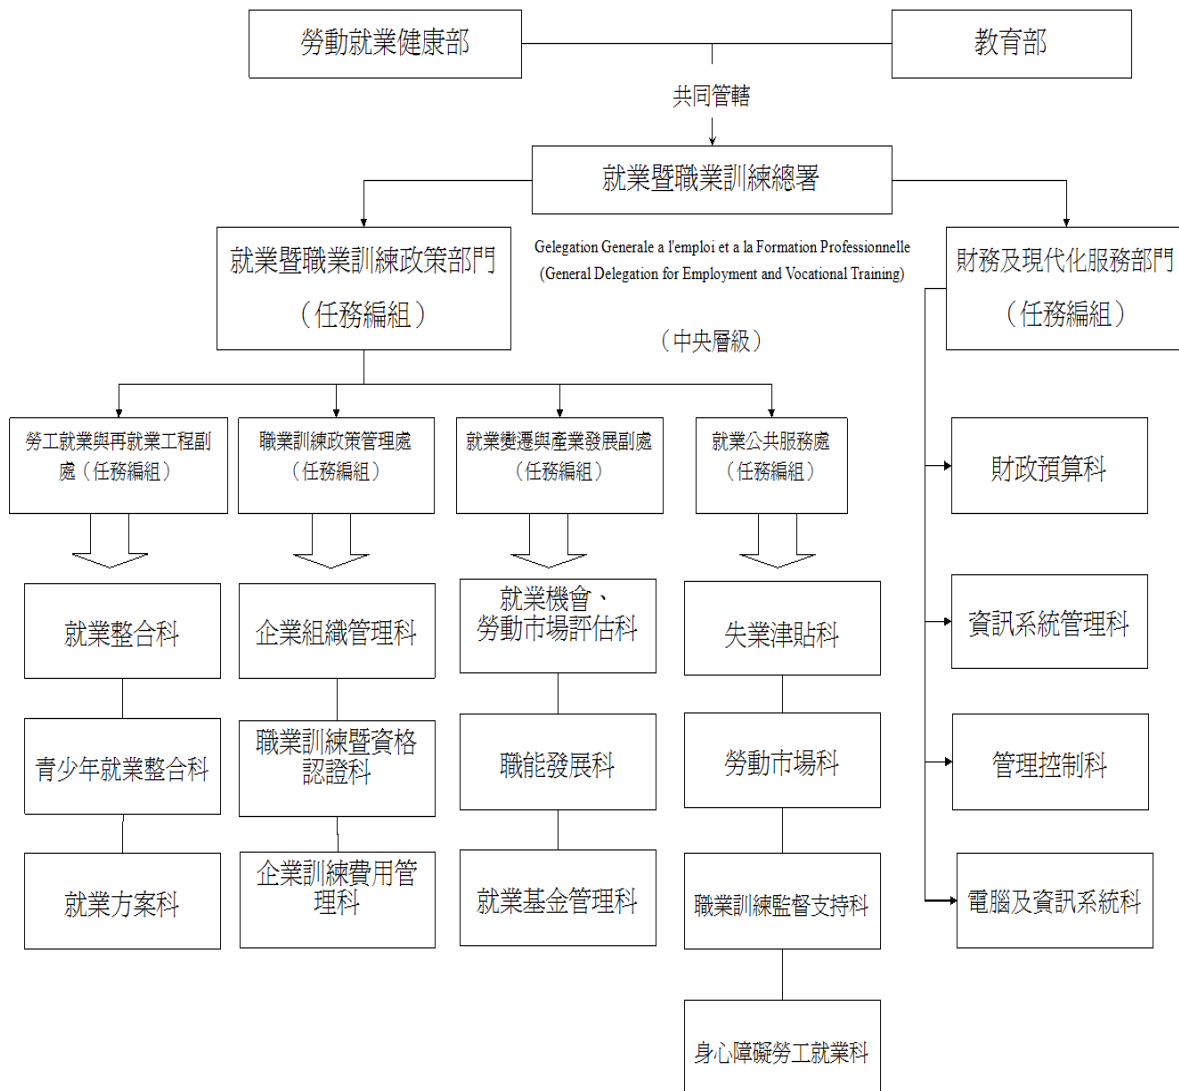 勞動就業健康部
教育部
共同管轄
就業暨職業訓練總署
就業暨職業訓練政策部門
（任務編組）
Gelegation Generale a l'emploi et a la Formation Professionnelle
(General Delegation for Employment and Vocational Training)
（中央層級）
財務及現代化服務部門
（任務編組）
勞工就業與再就業工程副
處（任務編組）
職業訓練政策管理處
（任務編組）
就業變遷與產業發展副處
（任務編組）
就業公共服務處
（任務編組）
財政預算科
就業整合科
企業組織管理科
就業機會、
勞動市場評估科
失業津貼科
資訊系統管理科
青少年就業整合科
職業訓練暨資格
認證科
職能發展科
勞動市場科
管理控制科
就業方案科
企業訓練費用管
理科
就業基金管理科
職業訓練監督支持科
電腦及資訊系統科
身心障礙勞工就業科